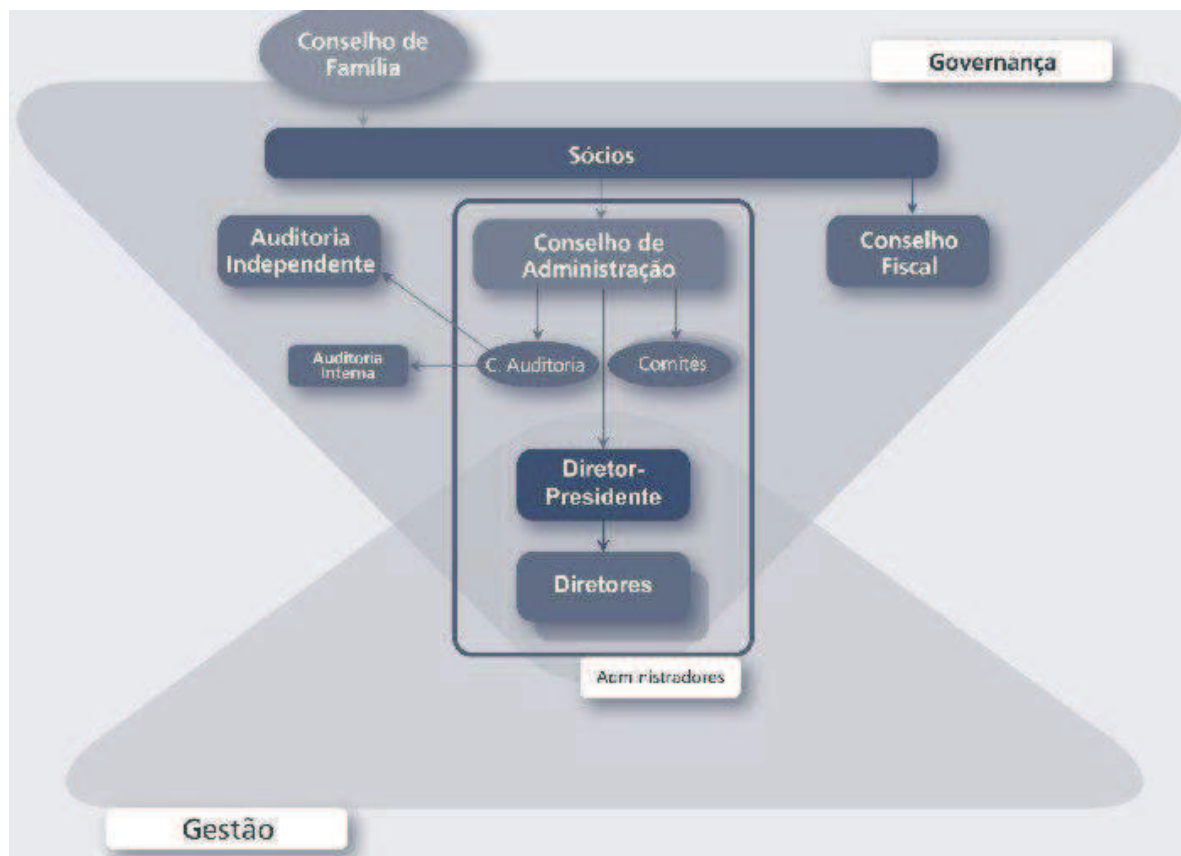 Conselho de
Família
Governança
Sócios
Auditoria
Independente
Conselho de
Administração
Conselho
Fiscal
Auditoria
Interna
C. Auditoria
Comitês
Diretor-
Presidente
Diretores
Administradores
Gestão